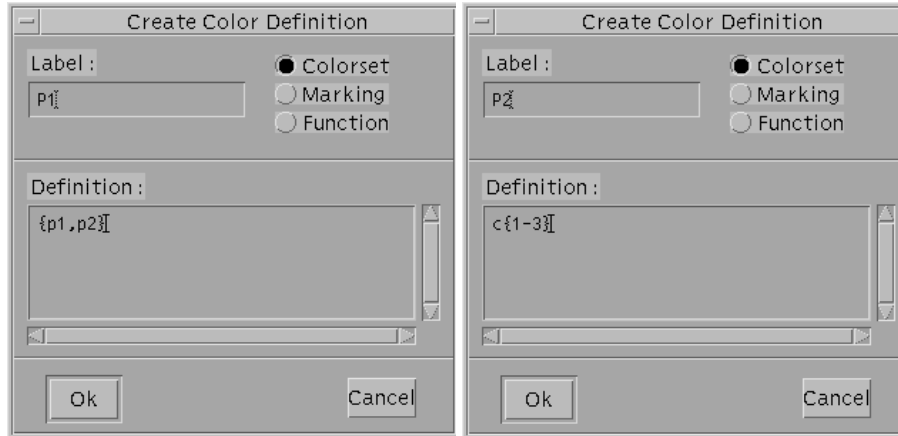 Create Color Definition
Label :
P1
Colorset
Marking
Function
Definition :
{p1,p2}
Ok
Cancel
Create Color Definition
Label :
P2
Colorset
Marking
Function
Definition :
c{1-3}
Ok
Cancel